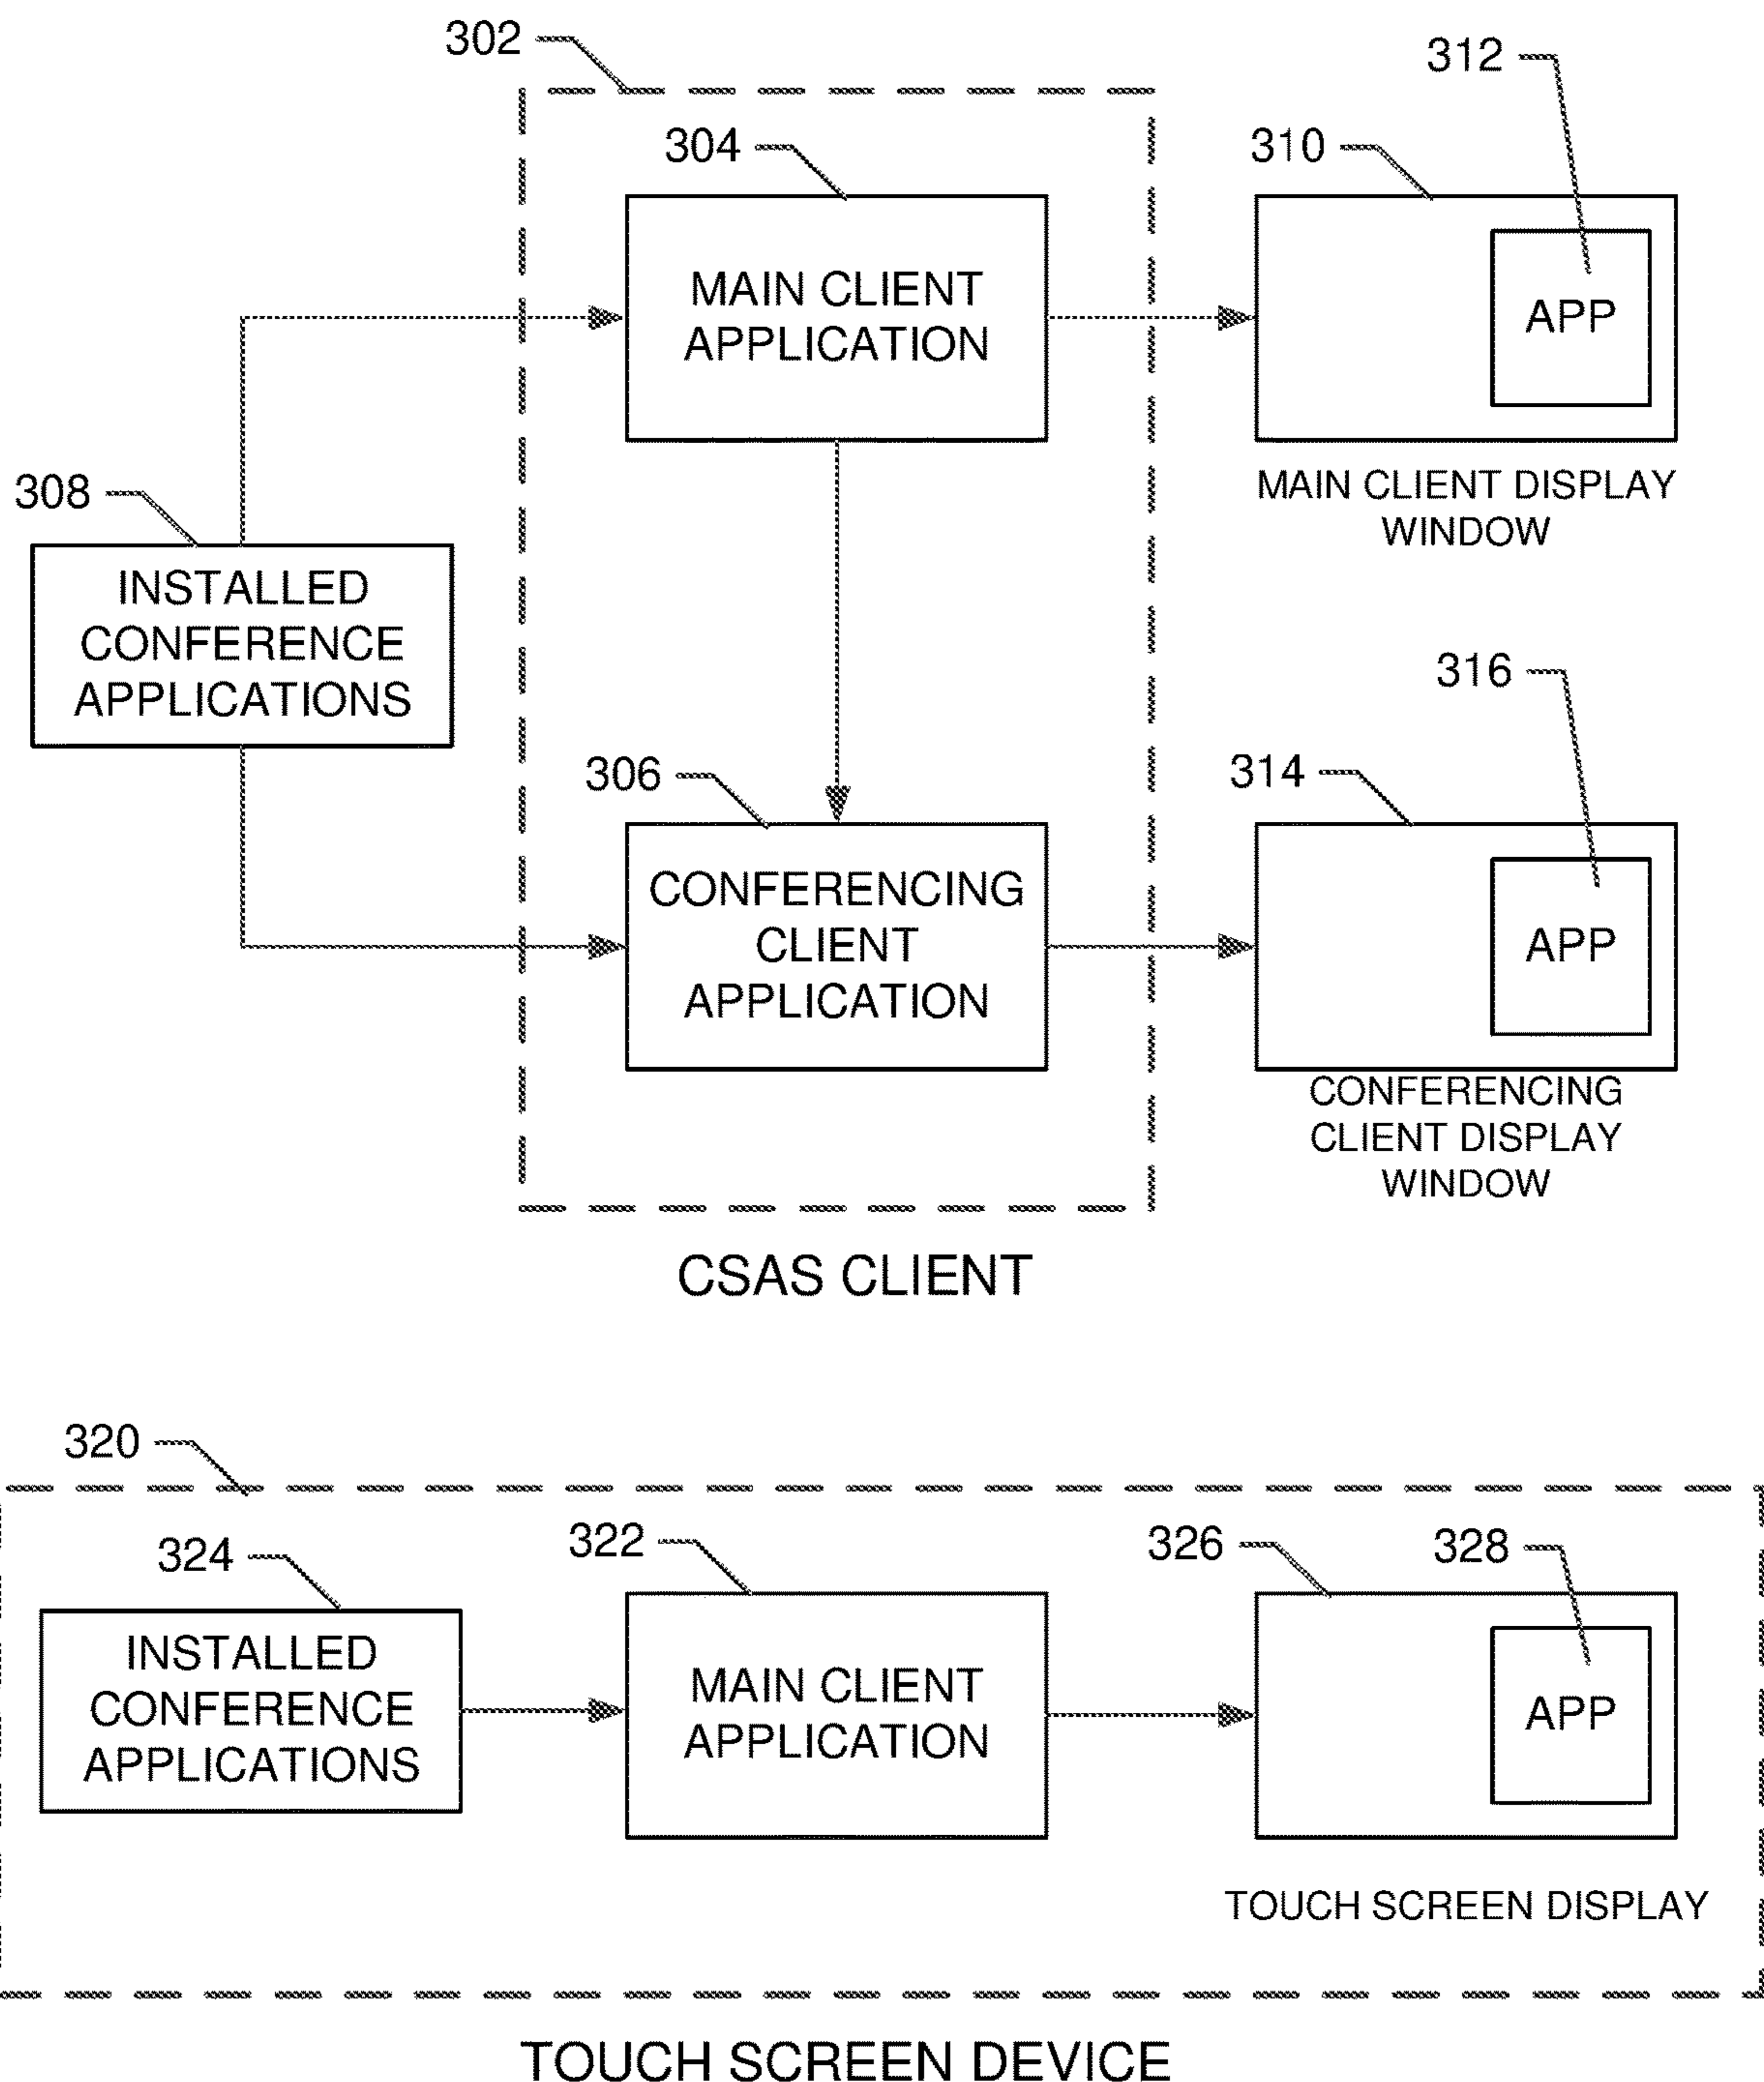 302
312
304
310
MAIN CLIENT
APPLICATION
APP
308
MAIN CLIENT DISPLAY
WINDOW
INSTALLED
CONFERENCE
APPLICATIONS
316
306
314
CONFERENCING
CLIENT
APPLICATION
APP
CONFERENCING
CLIENT DISPLAY
WINDOW
CSAS CLIENT
320
324
322
326
328
INSTALLED
CONFERENCE
APPLICATIONS
MAIN CLIENT
APPLICATION
APP
TOUCH SCREEN DISPLAY
TOUCH SCREEN DEVICE